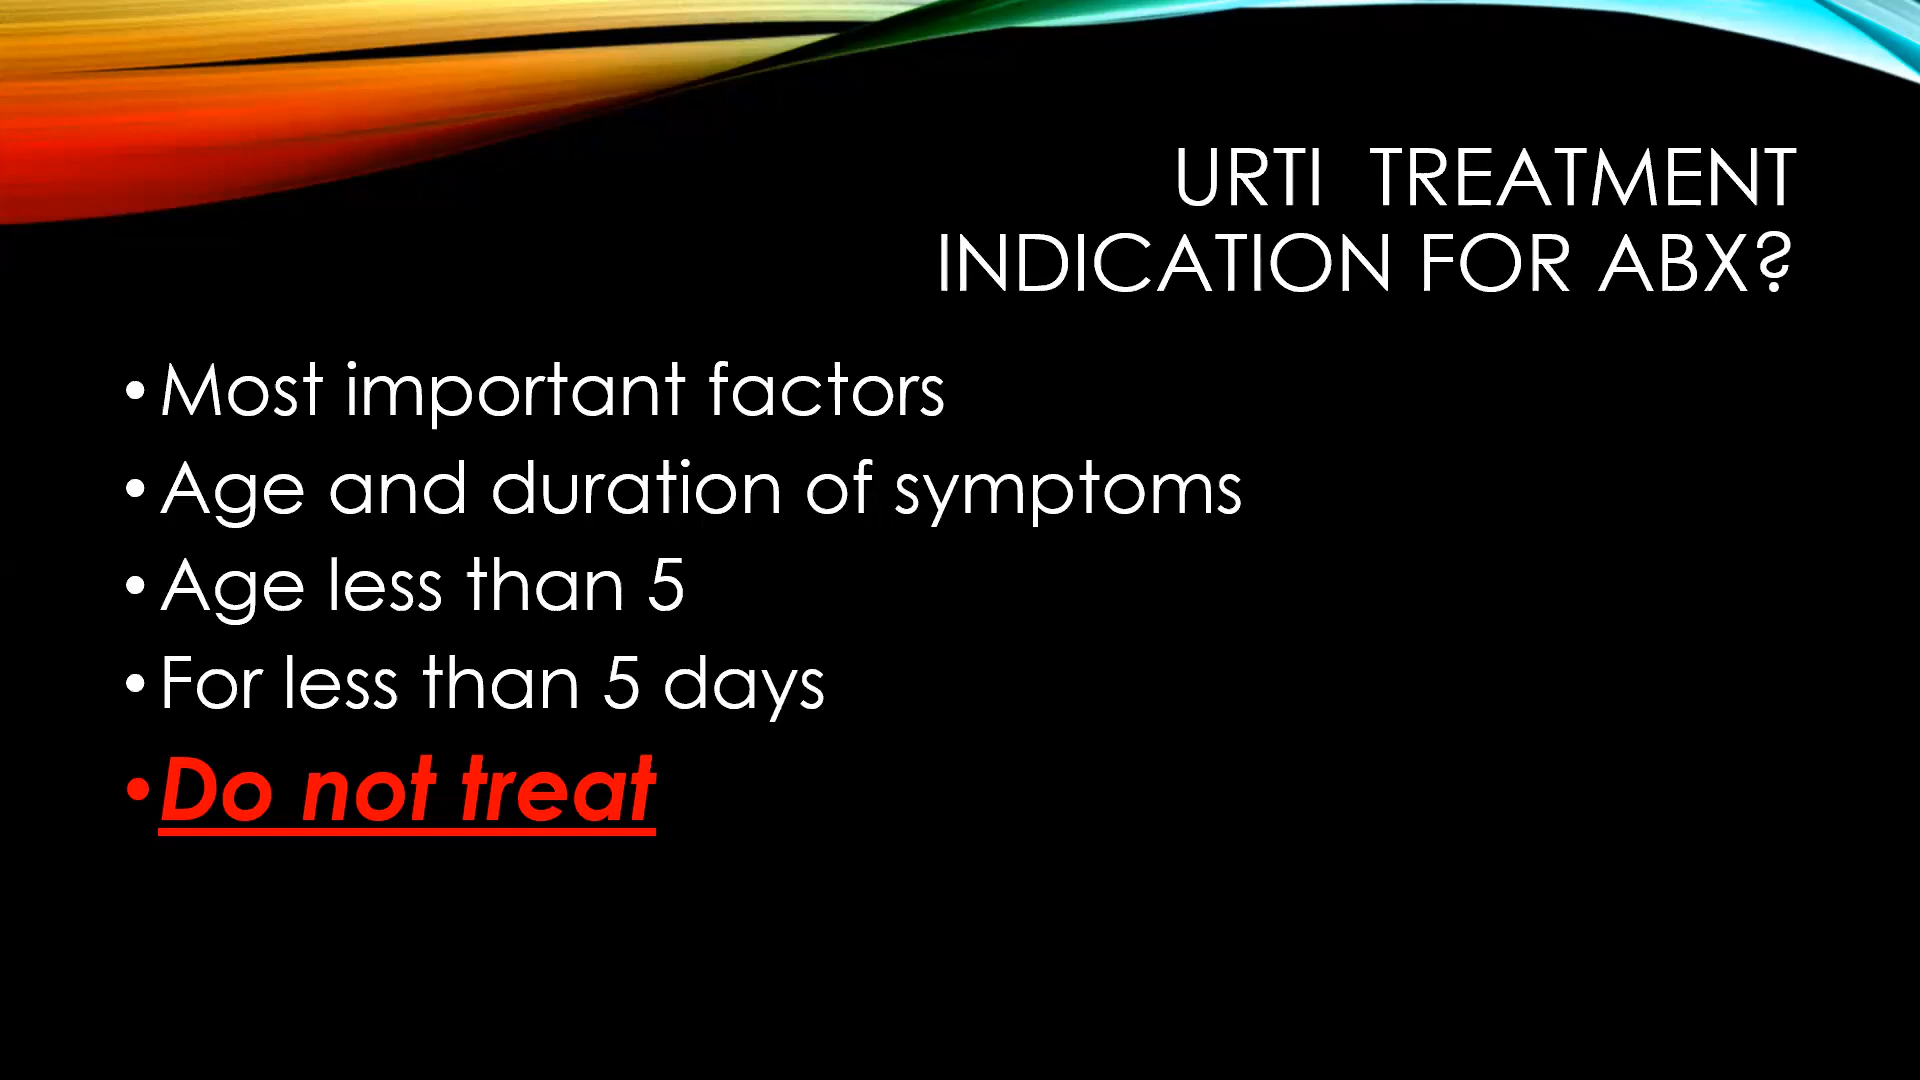 URTI TREATMENT
INDICATION FOR ABX?
• Most important factors
• Age and duration of symptoms
• Age less than 5
• For less than 5 days
• Do not treat